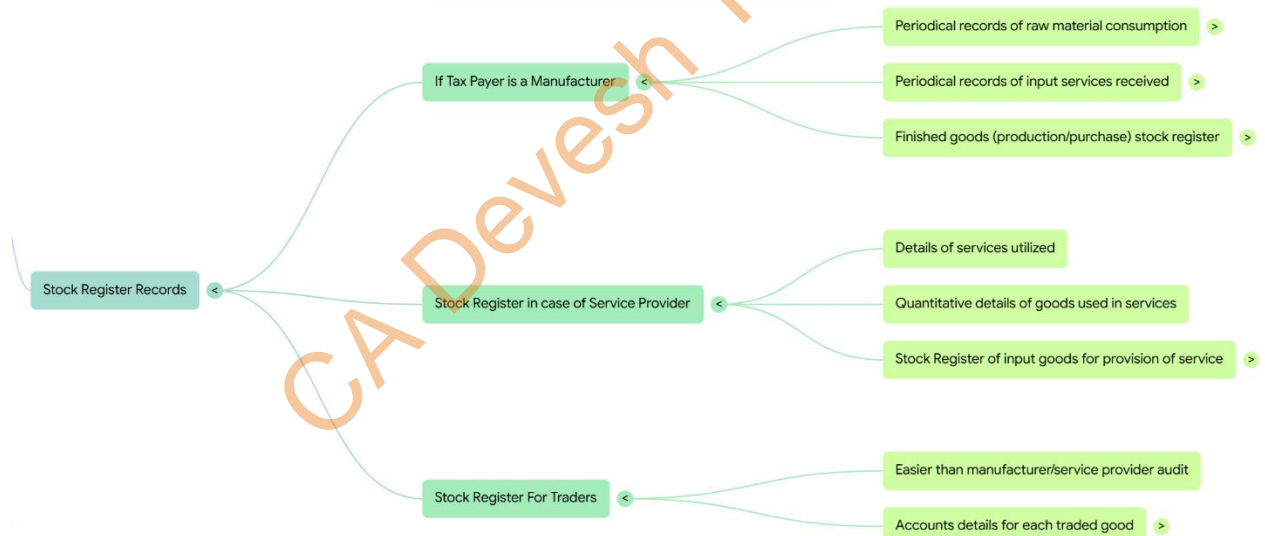 Periodical records of raw material consumption >
If Tax Payer is a Manufacturer <
Periodical records of input services received >
Finished goods (production/purchase) stock register >
Stock Register Records <
Details of services utilized
Stock Register in case of Service Provider <
Quantitative details of goods used in services
Stock Register of input goods for provision of service >
Easier than manufacturer/service provider audit
Stock Register For Traders <
Accounts details for each traded good >
CA Devesh